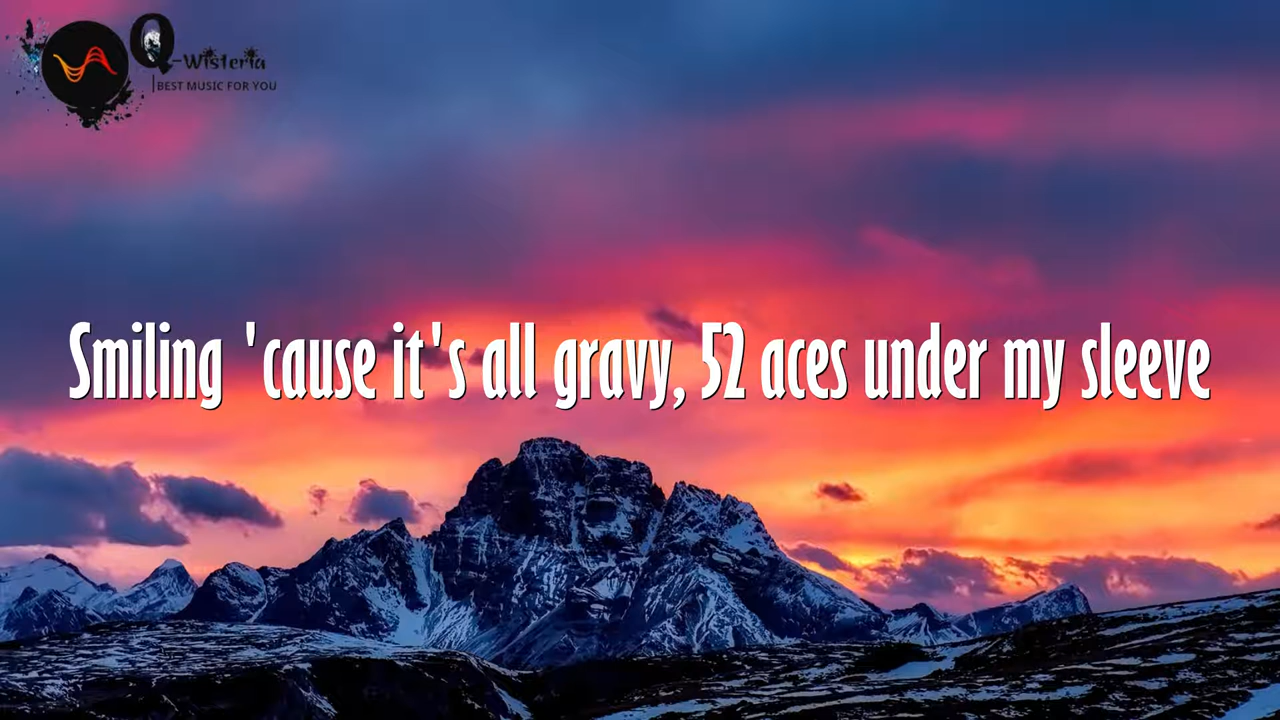 Q-Wisteria
BEST MUSIC FOR YOU
Smiling 'cause it's all gravy, 52 aces under my sleeve